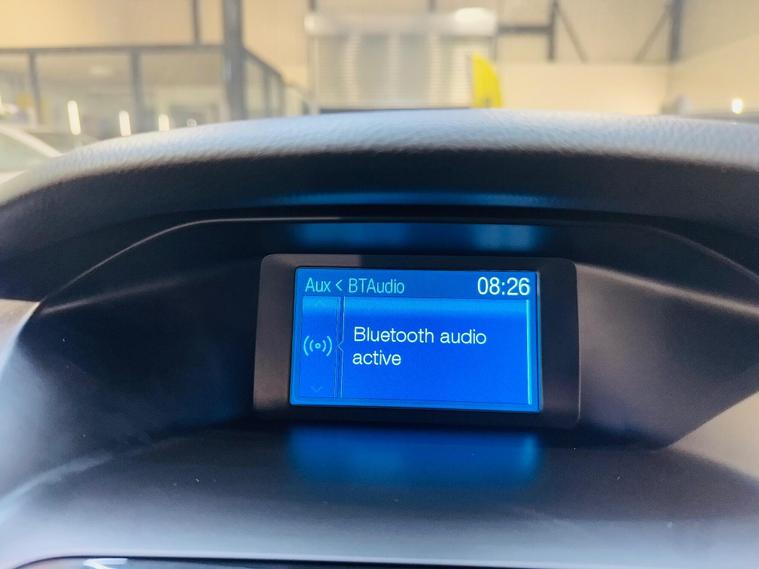 Aux < BTAudio 08:26
Bluetooth audio
active